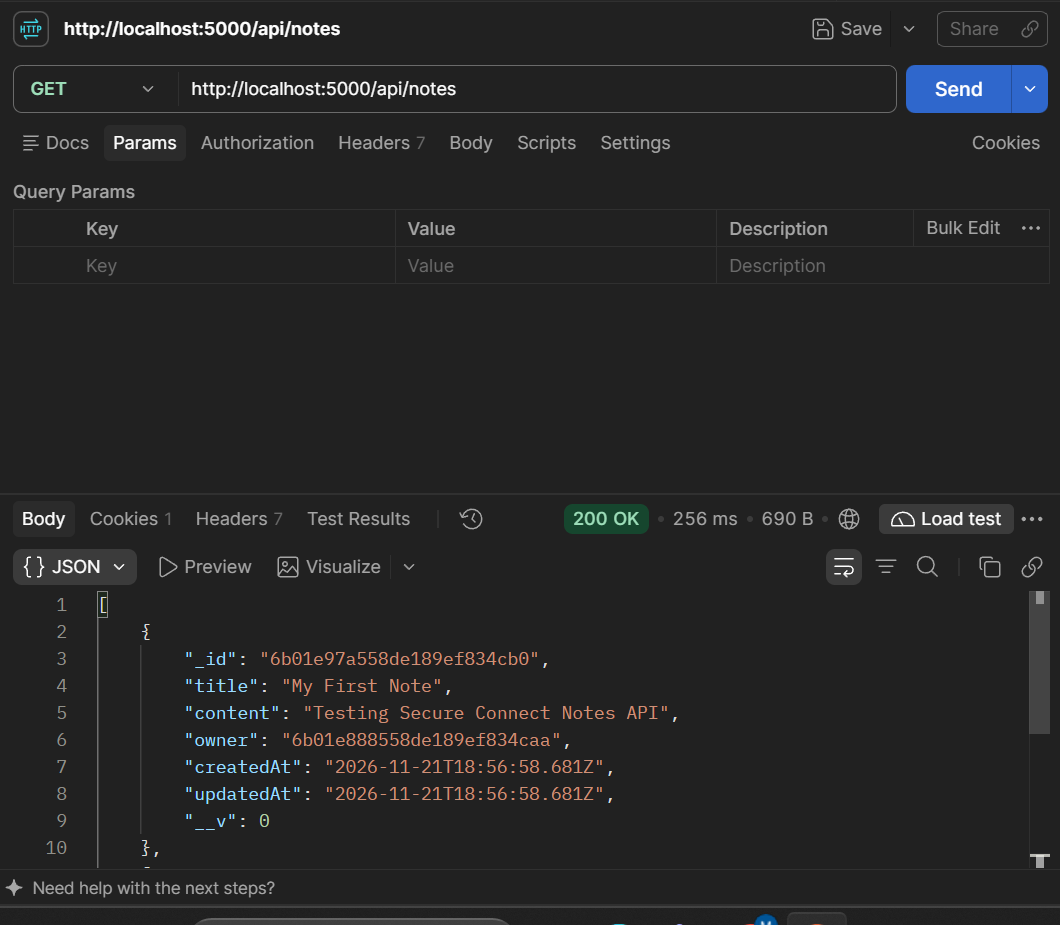 HTTP http://localhost:5000/api/notes Save Share
GET http://localhost:5000/api/notes Send
Docs Params Authorization Headers 7 Body Scripts Settings Cookies
Query Params
Key Value Description Bulk Edit
Key Value Description
Body Cookies 1 Headers 7 Test Results 200 OK • 256 ms • 690 B • Load test
{} JSON Preview Visualize
1 [
2 {
3 "_id": "6b01e97a558de189ef834cb0",
4 "title": "My First Note",
5 "content": "Testing Secure Connect Notes API",
6 "owner": "6b01e888558de189ef834caa",
7 "createdAt": "2026-11-21T18:56:58.681Z",
8 "updatedAt": "2026-11-21T18:56:58.681Z",
9 "__v": 0
10 },
Need help with the next steps?